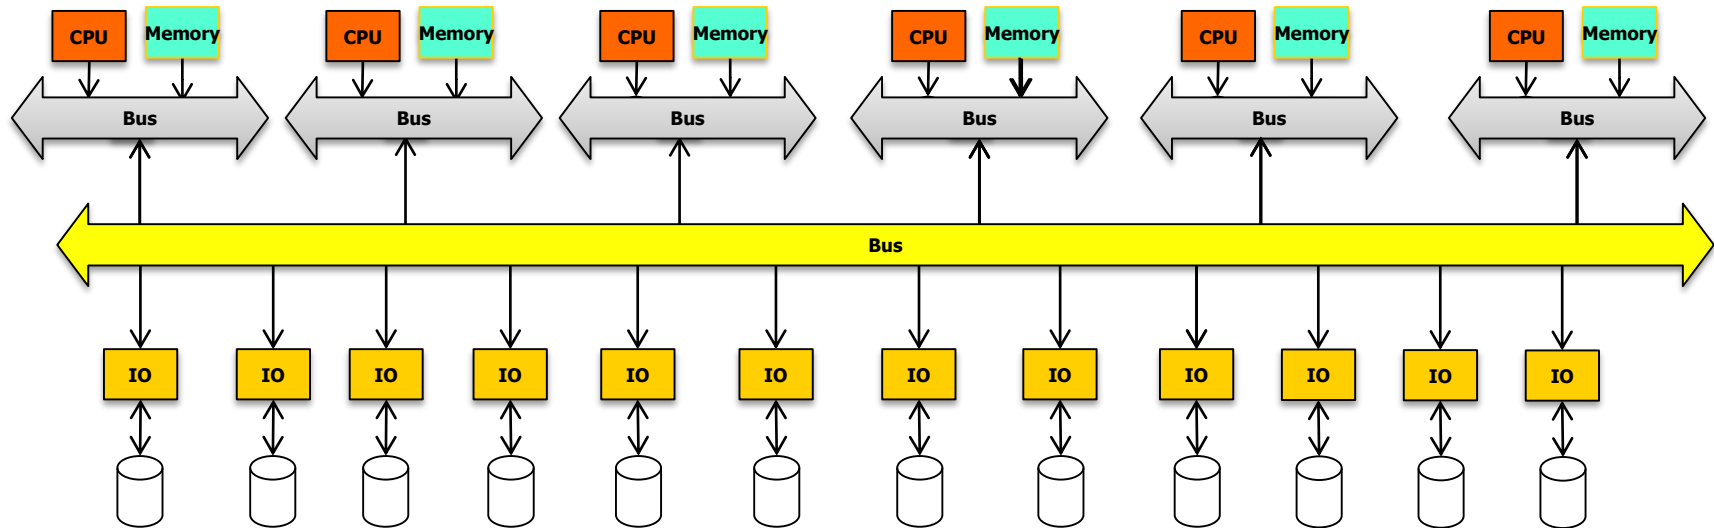 CPU Memory CPU Memory CPU Memory CPU Memory CPU Memory CPU Memory
Bus Bus Bus Bus Bus Bus
Bus
IO IO IO IO IO IO IO IO IO IO IO IO